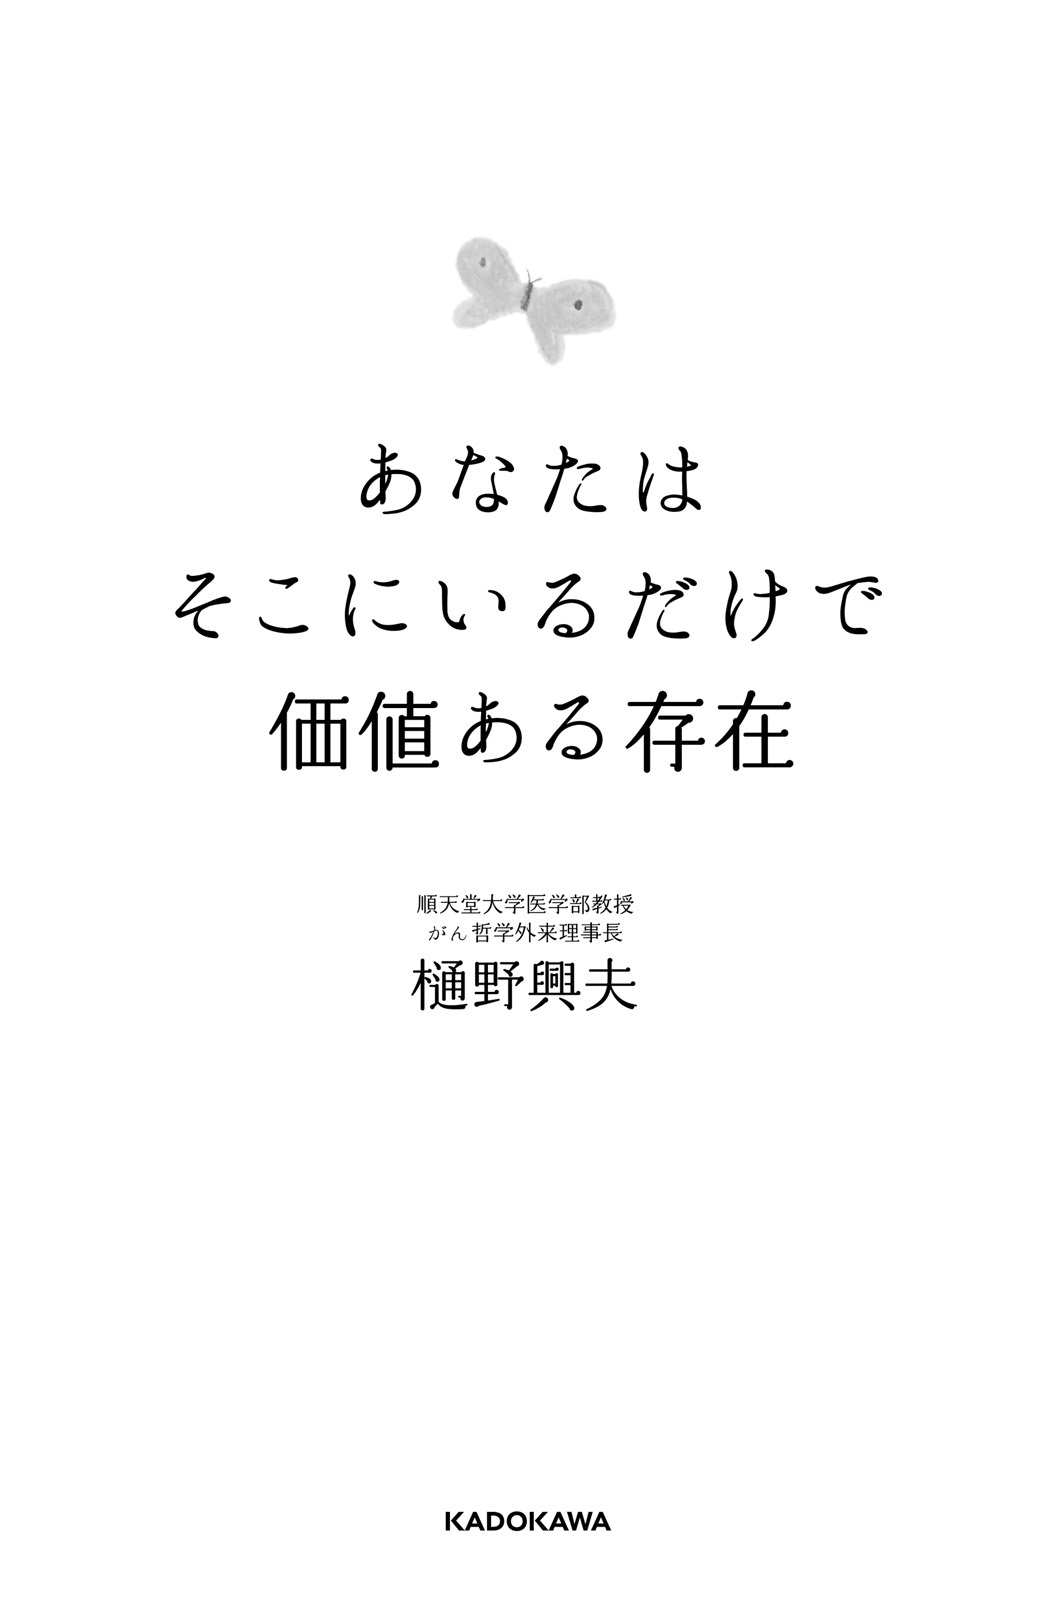 あなたは
そこにいるだけで
価値ある存在
順天堂大学医学部教授
がん哲学外来理事長
樋野興夫
KADOKAWA